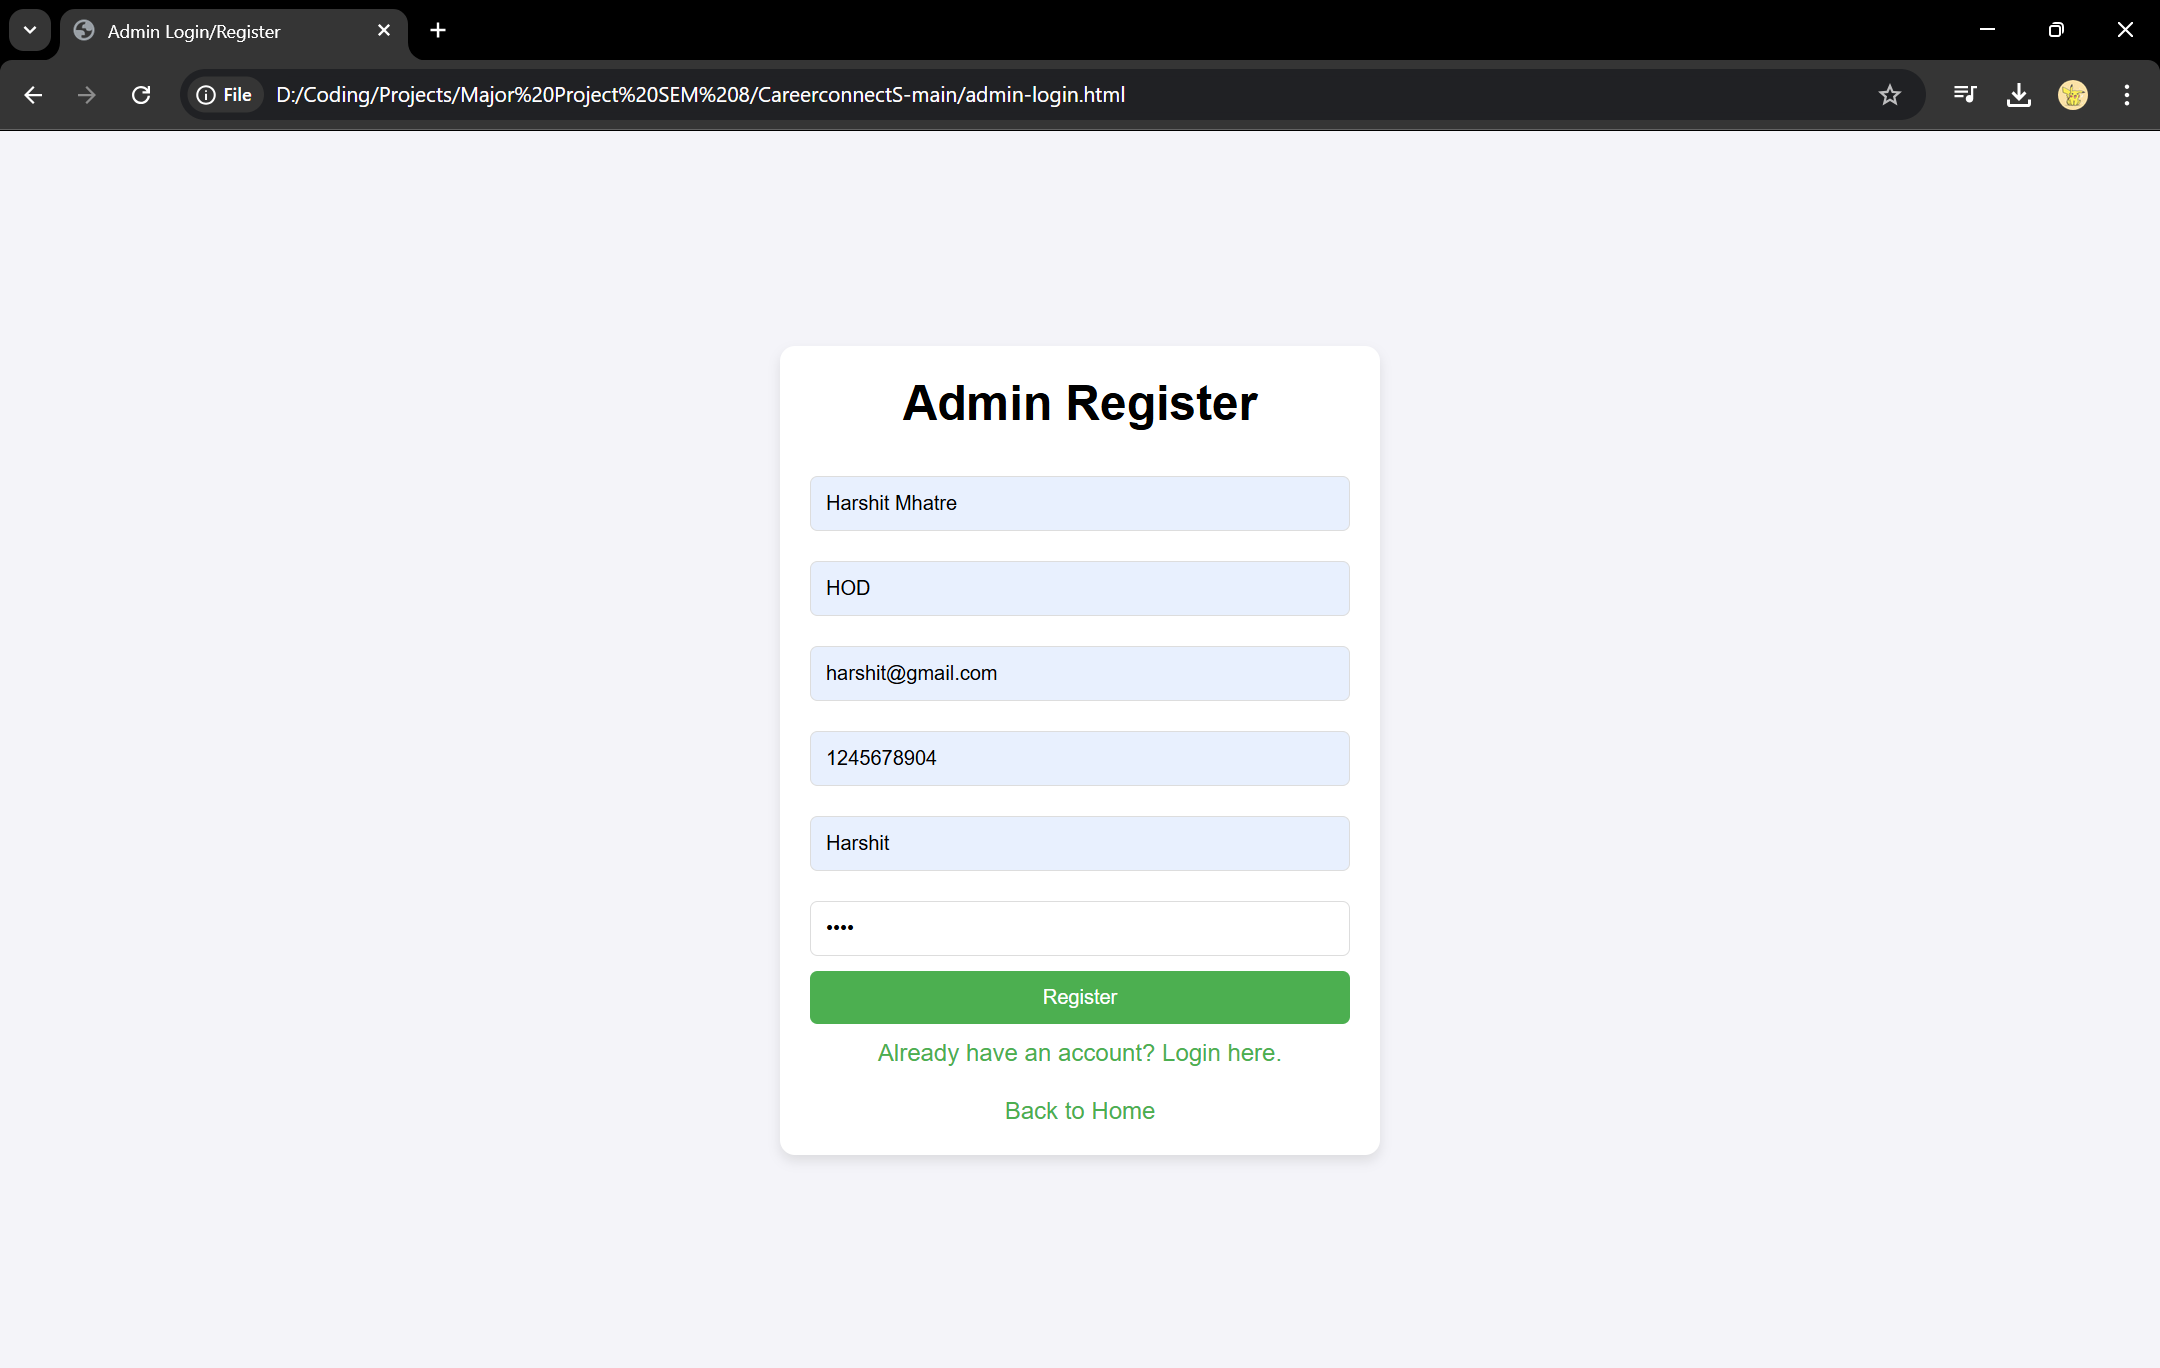 Admin Login/Register
File
D:/Coding/Projects/Major%20Project%20SEM%208/CareerconnectS-main/admin-login.html
Admin Register
Harshit Mhatre
HOD
harshit@gmail.com
1245678904
Harshit
••••
Register
Already have an account? Login here.
Back to Home